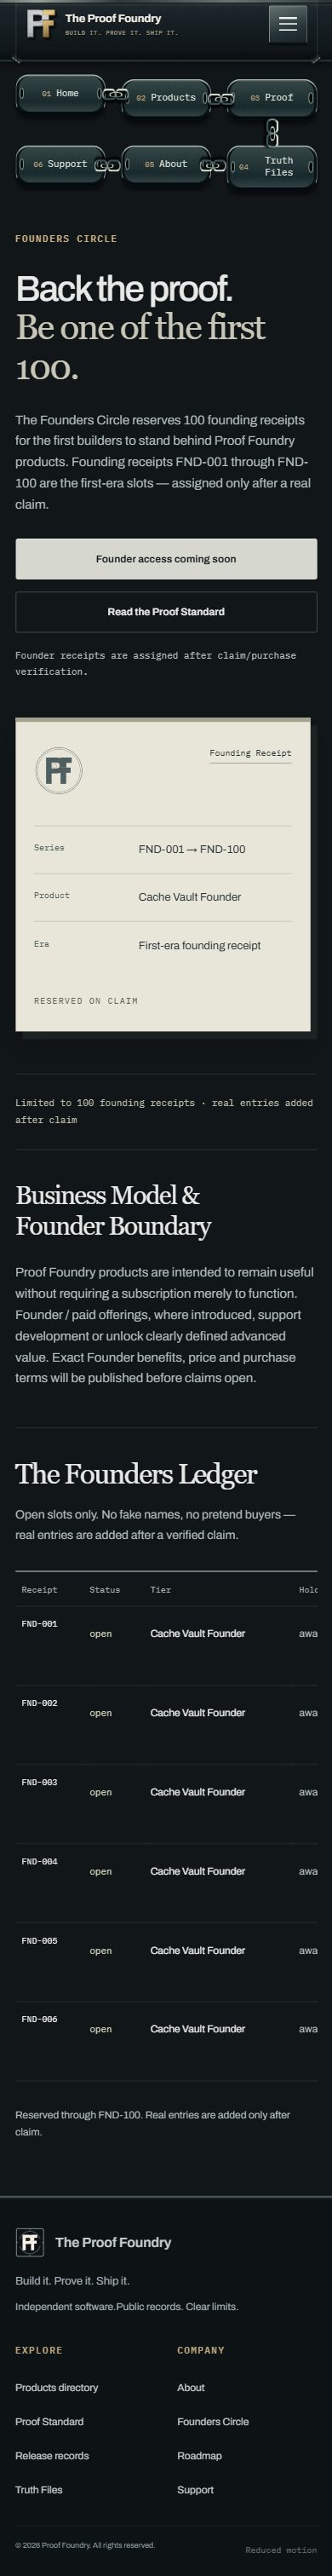 The Proof Foundry
BUILD IT. PROVE IT. SHIP IT.
01 Home
02 Products
03 Proof
06 Support
05 About
04 Truth Files
FOUNDERS CIRCLE
Back the proof.
Be one of the first
100.
The Founders Circle reserves 100 founding receipts
for the first builders to stand behind Proof Foundry
products. Founding receipts FND-001 through FND-
100 are the first-era slots — assigned only after a real
claim.
Founder access coming soon
Read the Proof Standard
Founder receipts are assigned after claim/purchase
verification.
PF
Founding Receipt
Series FND-001 → FND-100
Product Cache Vault Founder
Era First-era founding receipt
RESERVED ON CLAIM
Limited to 100 founding receipts · real entries added
after claim
Business Model &
Founder Boundary
Proof Foundry products are intended to remain useful
without requiring a subscription merely to function.
Founder / paid offerings, where introduced, support
development or unlock clearly defined advanced
value. Exact Founder benefits, price and purchase
terms will be published before claims open.
The Founders Ledger
Open slots only. No fake names, no pretend buyers —
real entries are added after a verified claim.
Receipt Status Tier Hold
FND-001 open Cache Vault Founder awa
FND-002 open Cache Vault Founder awa
FND-003 open Cache Vault Founder awa
FND-004 open Cache Vault Founder awa
FND-005 open Cache Vault Founder awa
FND-006 open Cache Vault Founder awa
Reserved through FND-100. Real entries are added only after
claim.
PF The Proof Foundry
Build it. Prove it. Ship it.
Independent software.Public records. Clear limits.
EXPLORE
Products directory
Proof Standard
Release records
Truth Files
COMPANY
About
Founders Circle
Roadmap
Support
© 2026 Proof Foundry. All rights reserved.
Reduced motion